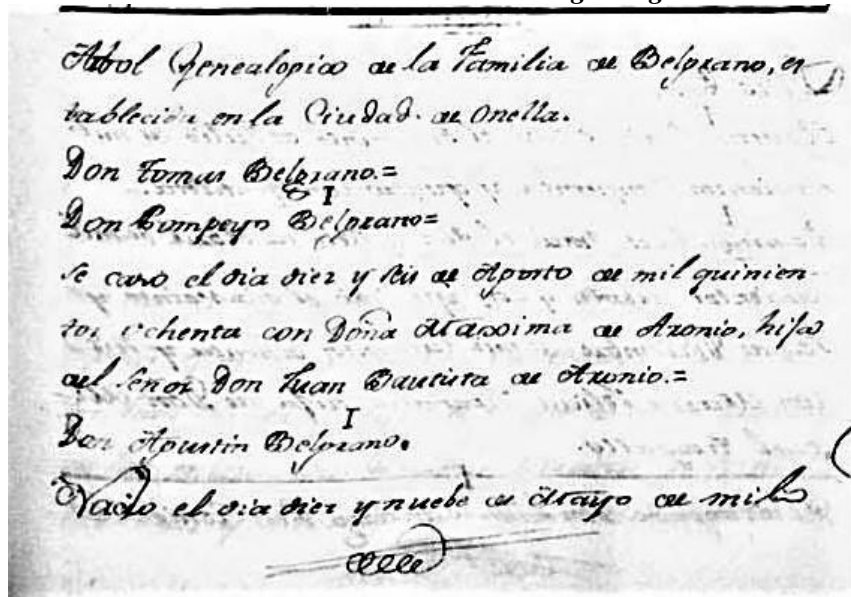 Arbol Genealogico de la Familia de Belgrano, es
tablecida en la Ciudad de Onella.
Don Tomas Belgrano.=
I
Don Pompeyo Belgrano=
se caso el dia diez y seis de Agosto de mil quinien
tos ochenta con Doña Maxima de Aronio, hija
del Señor Don Juan Bautista de Aronio.=
I
Don Agustin Belgrano.
Nacio el dia diez y nuebe de Mayo de mil